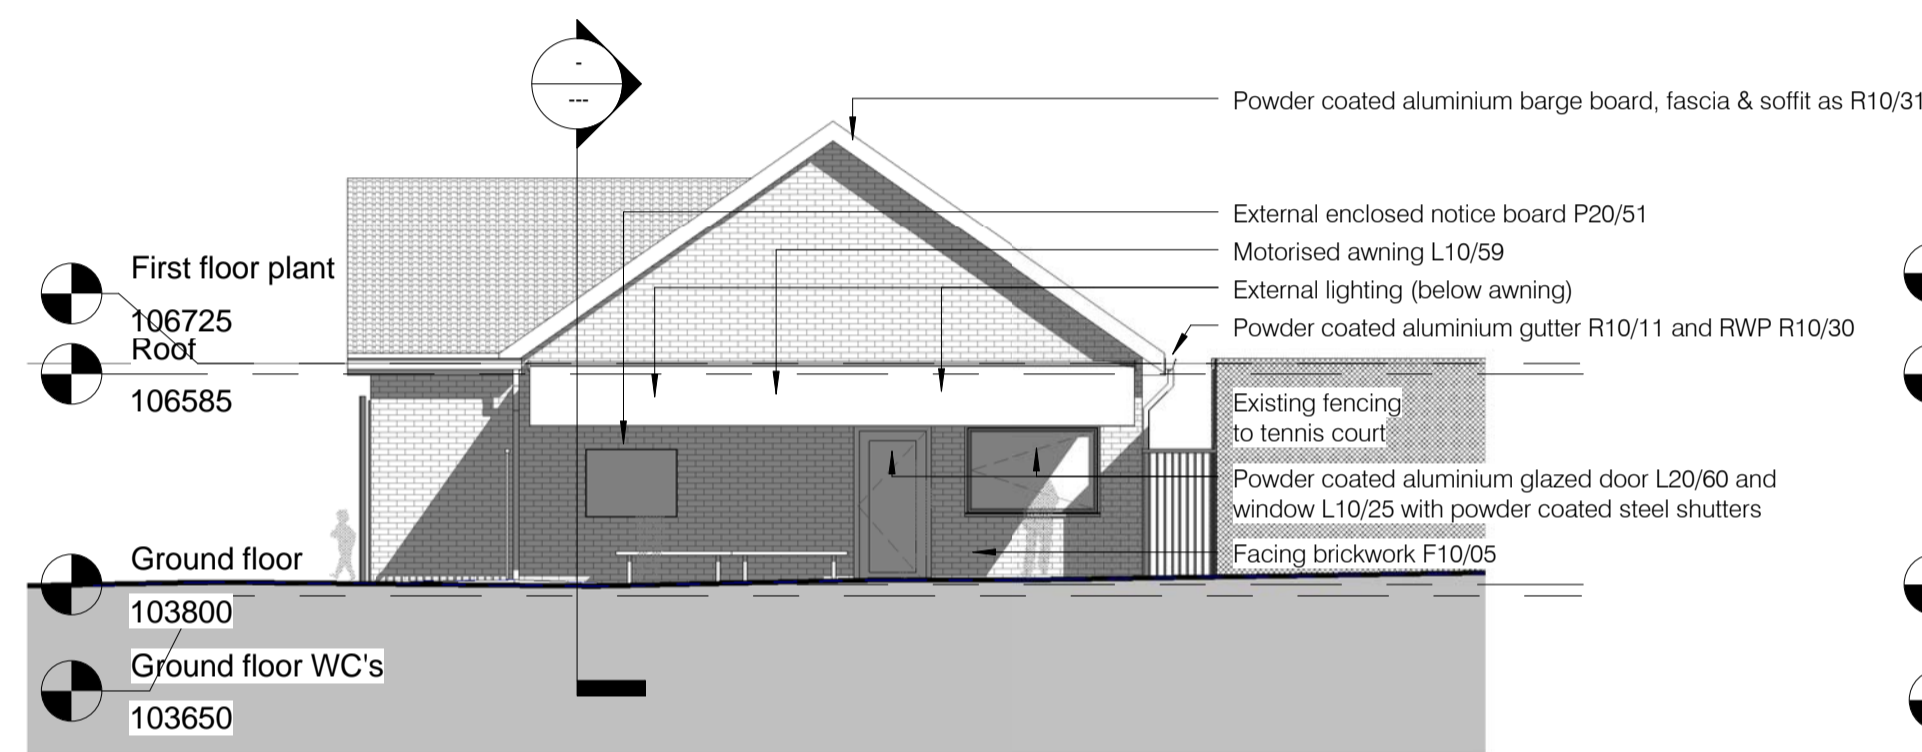 -
---
Powder coated aluminium barge board, fascia & soffit as R10/31
External enclosed notice board P20/51
Motorised awning L10/59
External lighting (below awning)
Powder coated aluminium gutter R10/11 and RWP R10/30
First floor plant
106725
Roof
106585
Existing fencing
to tennis court
Powder coated aluminium glazed door L20/60 and
window L10/25 with powder coated steel shutters
Facing brickwork F10/05
Ground floor
103800
Ground floor WC's
103650